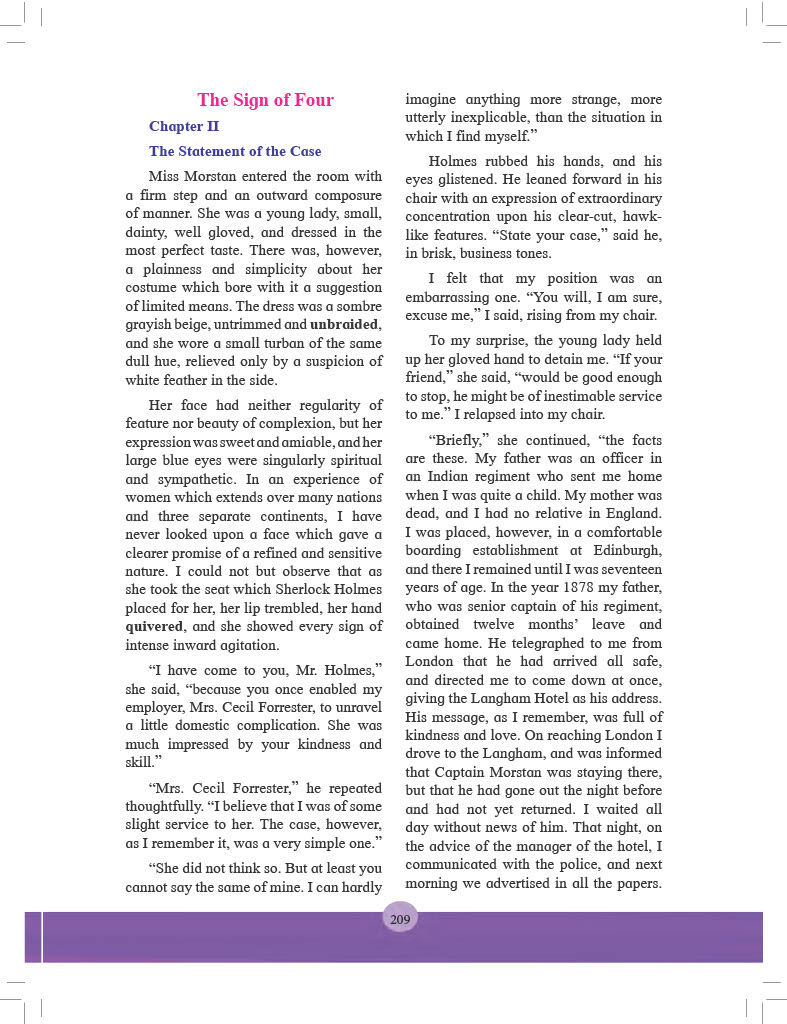 The Sign of Four
Chapter II
The Statement of the Case
Miss Morstan entered the room with
a firm step and an outward composure
of manner. She was a young lady, small,
dainty, well gloved, and dressed in the
most perfect taste. There was, however,
a plainness and simplicity about her
costume which bore with it a suggestion
of limited means. The dress was a sombre
grayish beige, untrimmed and unbraided,
and she wore a small turban of the same
dull hue, relieved only by a suspicion of
white feather in the side.
Her face had neither regularity of
feature nor beauty of complexion, but her
expression was sweet and amiable, and her
large blue eyes were singularly spiritual
and sympathetic. In an experience of
women which extends over many nations
and three separate continents, I have
never looked upon a face which gave a
clearer promise of a refined and sensitive
nature. I could not but observe that as
she took the seat which Sherlock Holmes
placed for her, her lip trembled, her hand
quivered, and she showed every sign of
intense inward agitation.
“I have come to you, Mr. Holmes,”
she said, “because you once enabled my
employer, Mrs. Cecil Forrester, to unravel
a little domestic complication. She was
much impressed by your kindness and
skill.”
“Mrs. Cecil Forrester,” he repeated
thoughtfully. “I believe that I was of some
slight service to her. The case, however,
as I remember it, was a very simple one.”
“She did not think so. But at least you
cannot say the same of mine. I can hardly
imagine anything more strange, more
utterly inexplicable, than the situation in
which I find myself.”
Holmes rubbed his hands, and his
eyes glistened. He leaned forward in his
chair with an expression of extraordinary
concentration upon his clear-cut, hawk-
like features. “State your case,” said he,
in brisk, business tones.
I felt that my position was an
embarrassing one. “You will, I am sure,
excuse me,” I said, rising from my chair.
To my surprise, the young lady held
up her gloved hand to detain me. “If your
friend,” she said, “would be good enough
to stop, he might be of inestimable service
to me.” I relapsed into my chair.
“Briefly,” she continued, “the facts
are these. My father was an officer in
an Indian regiment who sent me home
when I was quite a child. My mother was
dead, and I had no relative in England.
I was placed, however, in a comfortable
boarding establishment at Edinburgh,
and there I remained until I was seventeen
years of age. In the year 1878 my father,
who was senior captain of his regiment,
obtained twelve months’ leave and
came home. He telegraphed to me from
London that he had arrived all safe,
and directed me to come down at once,
giving the Langham Hotel as his address.
His message, as I remember, was full of
kindness and love. On reaching London I
drove to the Langham, and was informed
that Captain Morstan was staying there,
but that he had gone out the night before
and had not yet returned. I waited all
day without news of him. That night, on
the advice of the manager of the hotel, I
communicated with the police, and next
morning we advertised in all the papers.
209